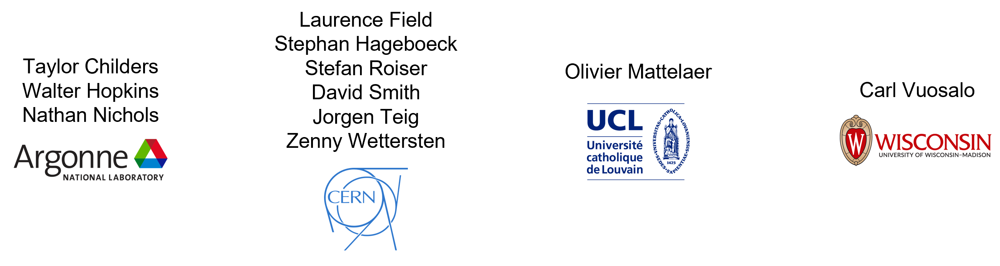 Taylor Childers
Walter Hopkins
Nathan Nichols
Argonne
NATIONAL LABORATORY
Laurence Field
Stephan Hageboeck
Stefan Roiser
David Smith
Jorgen Teig
Zenny Wettersten
CERN
Olivier Mattelaer
UCL
Université
catholique
de Louvain
UNIVERSITAS•CATHOLICA•LOVANIENSIS•SEDES•SAPIENTIAE•
1425
Carl Vuosalo
W
WISCONSIN
UNIVERSITY OF WISCONSIN–MADISON